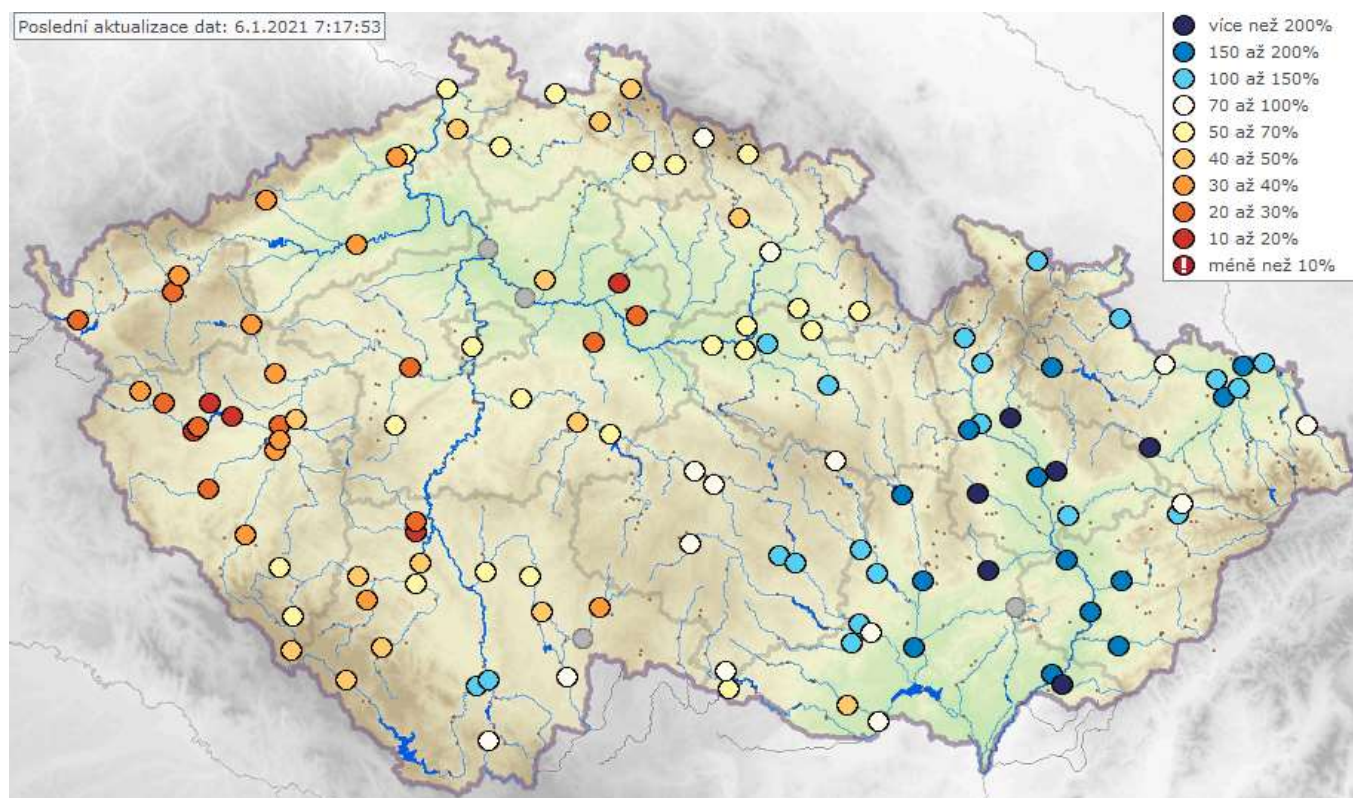 Poslední aktualizace dat: 6.1.2021 7:17:53
více než 200%
150 až 200%
100 až 150%
70 až 100%
50 až 70%
40 až 50%
30 až 40%
20 až 30%
10 až 20%
! méně než 10%